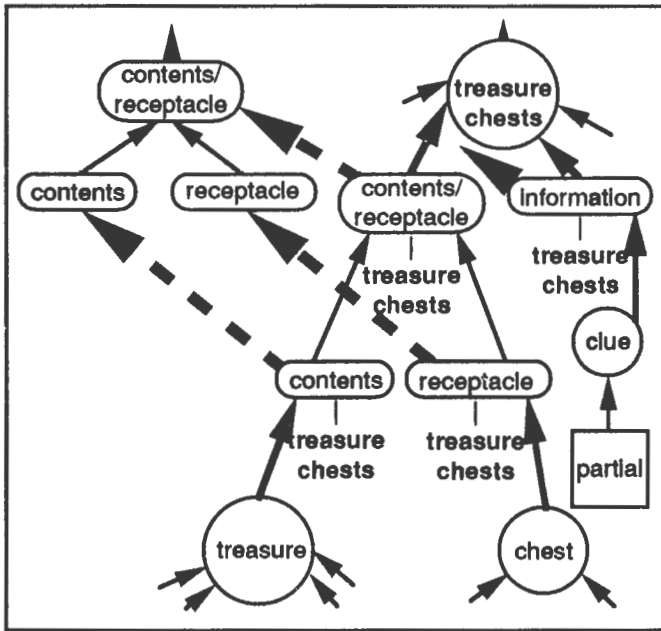 contents/
receptacle
treasure
chests
contents
receptacle
contents/
receptacle
information
treasure
chests
treasure
chests
clue
contents
receptacle
treasure
chests
treasure
chests
partial
treasure
chest